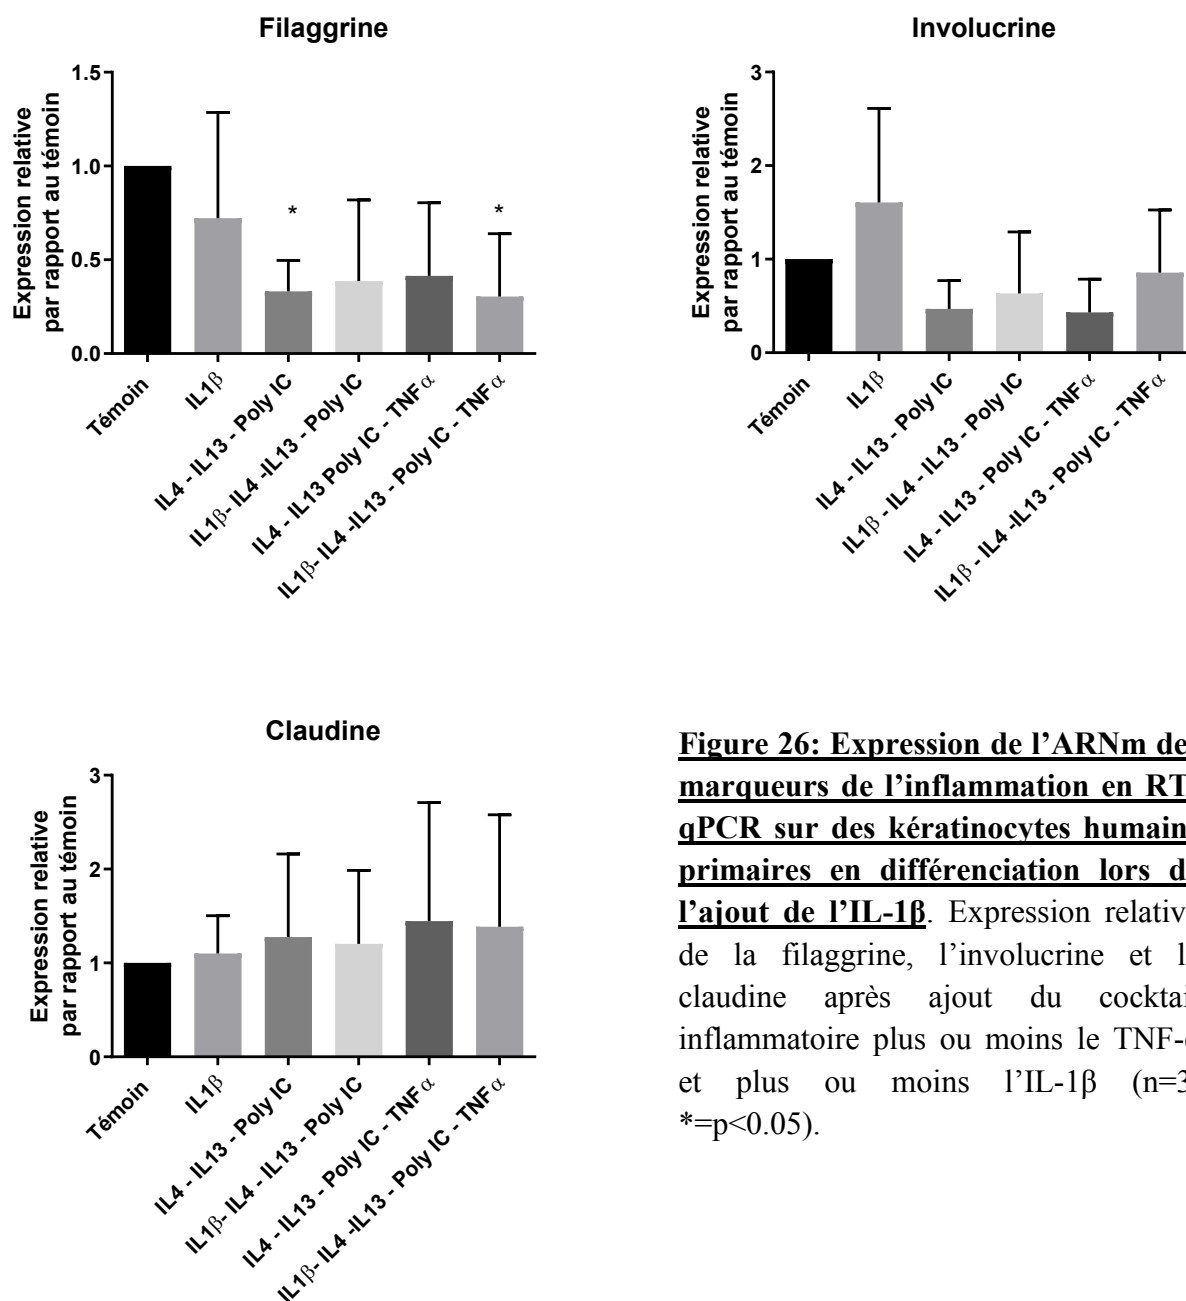 Filaggrine
Expression relative
par rapport au témoin
1.5
1.0
0.5
0.0
*
*
Témoin
IL1β
IL4 - IL13 - Poly IC
IL1β- IL4 -IL13 - Poly IC
IL4 - IL13 Poly IC - TNFα
IL1β- IL4 -IL13 - Poly IC - TNFα
Involucrine
Expression relative
par rapport au témoin
3
2
1
0
Témoin
IL1β
IL4 - IL13 - Poly IC
IL1β - IL4 - IL13 - Poly IC
IL4 - IL13 - Poly IC - TNFα
IL1β - IL4 -IL13 - Poly IC - TNFα
Claudine
Expression relative
par rapport au témoin
3
2
1
0
Témoin
IL1β
IL4 - IL13 - Poly IC
IL1β- IL4 - IL13 - Poly IC
IL4 - IL13 - Poly IC - TNFα
IL1β- IL4 -IL13 - Poly IC - TNFα
Figure 26: Expression de l’ARNm de
marqueurs de l’inflammation en RT
qPCR sur des kératinocytes humain
primaires en différenciation lors d
l’ajout de l’IL-1β. Expression relativ
de la filaggrine, l’involucrine et l
claudine après ajout du cocktai
inflammatoire plus ou moins le TNF-
et plus ou moins l’IL-1β (n=3
*=p<0.05).